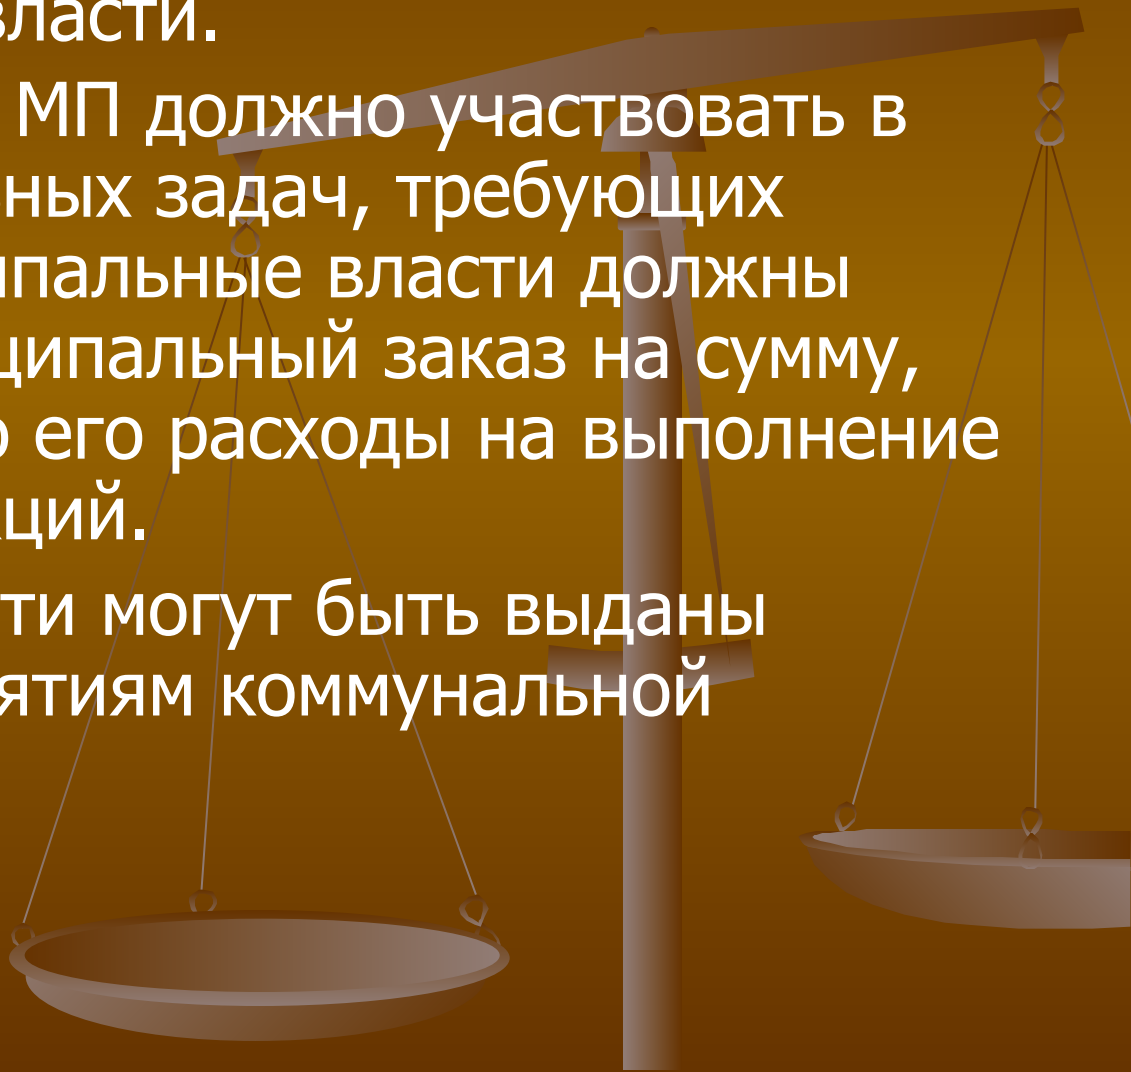 власти.
МП должно участвовать в
ных задач, требующих
ипальные власти должны
ципальный заказ на сумму,
о его расходы на выполнение
кций.
ти могут быть выданы
ятиям коммунальной